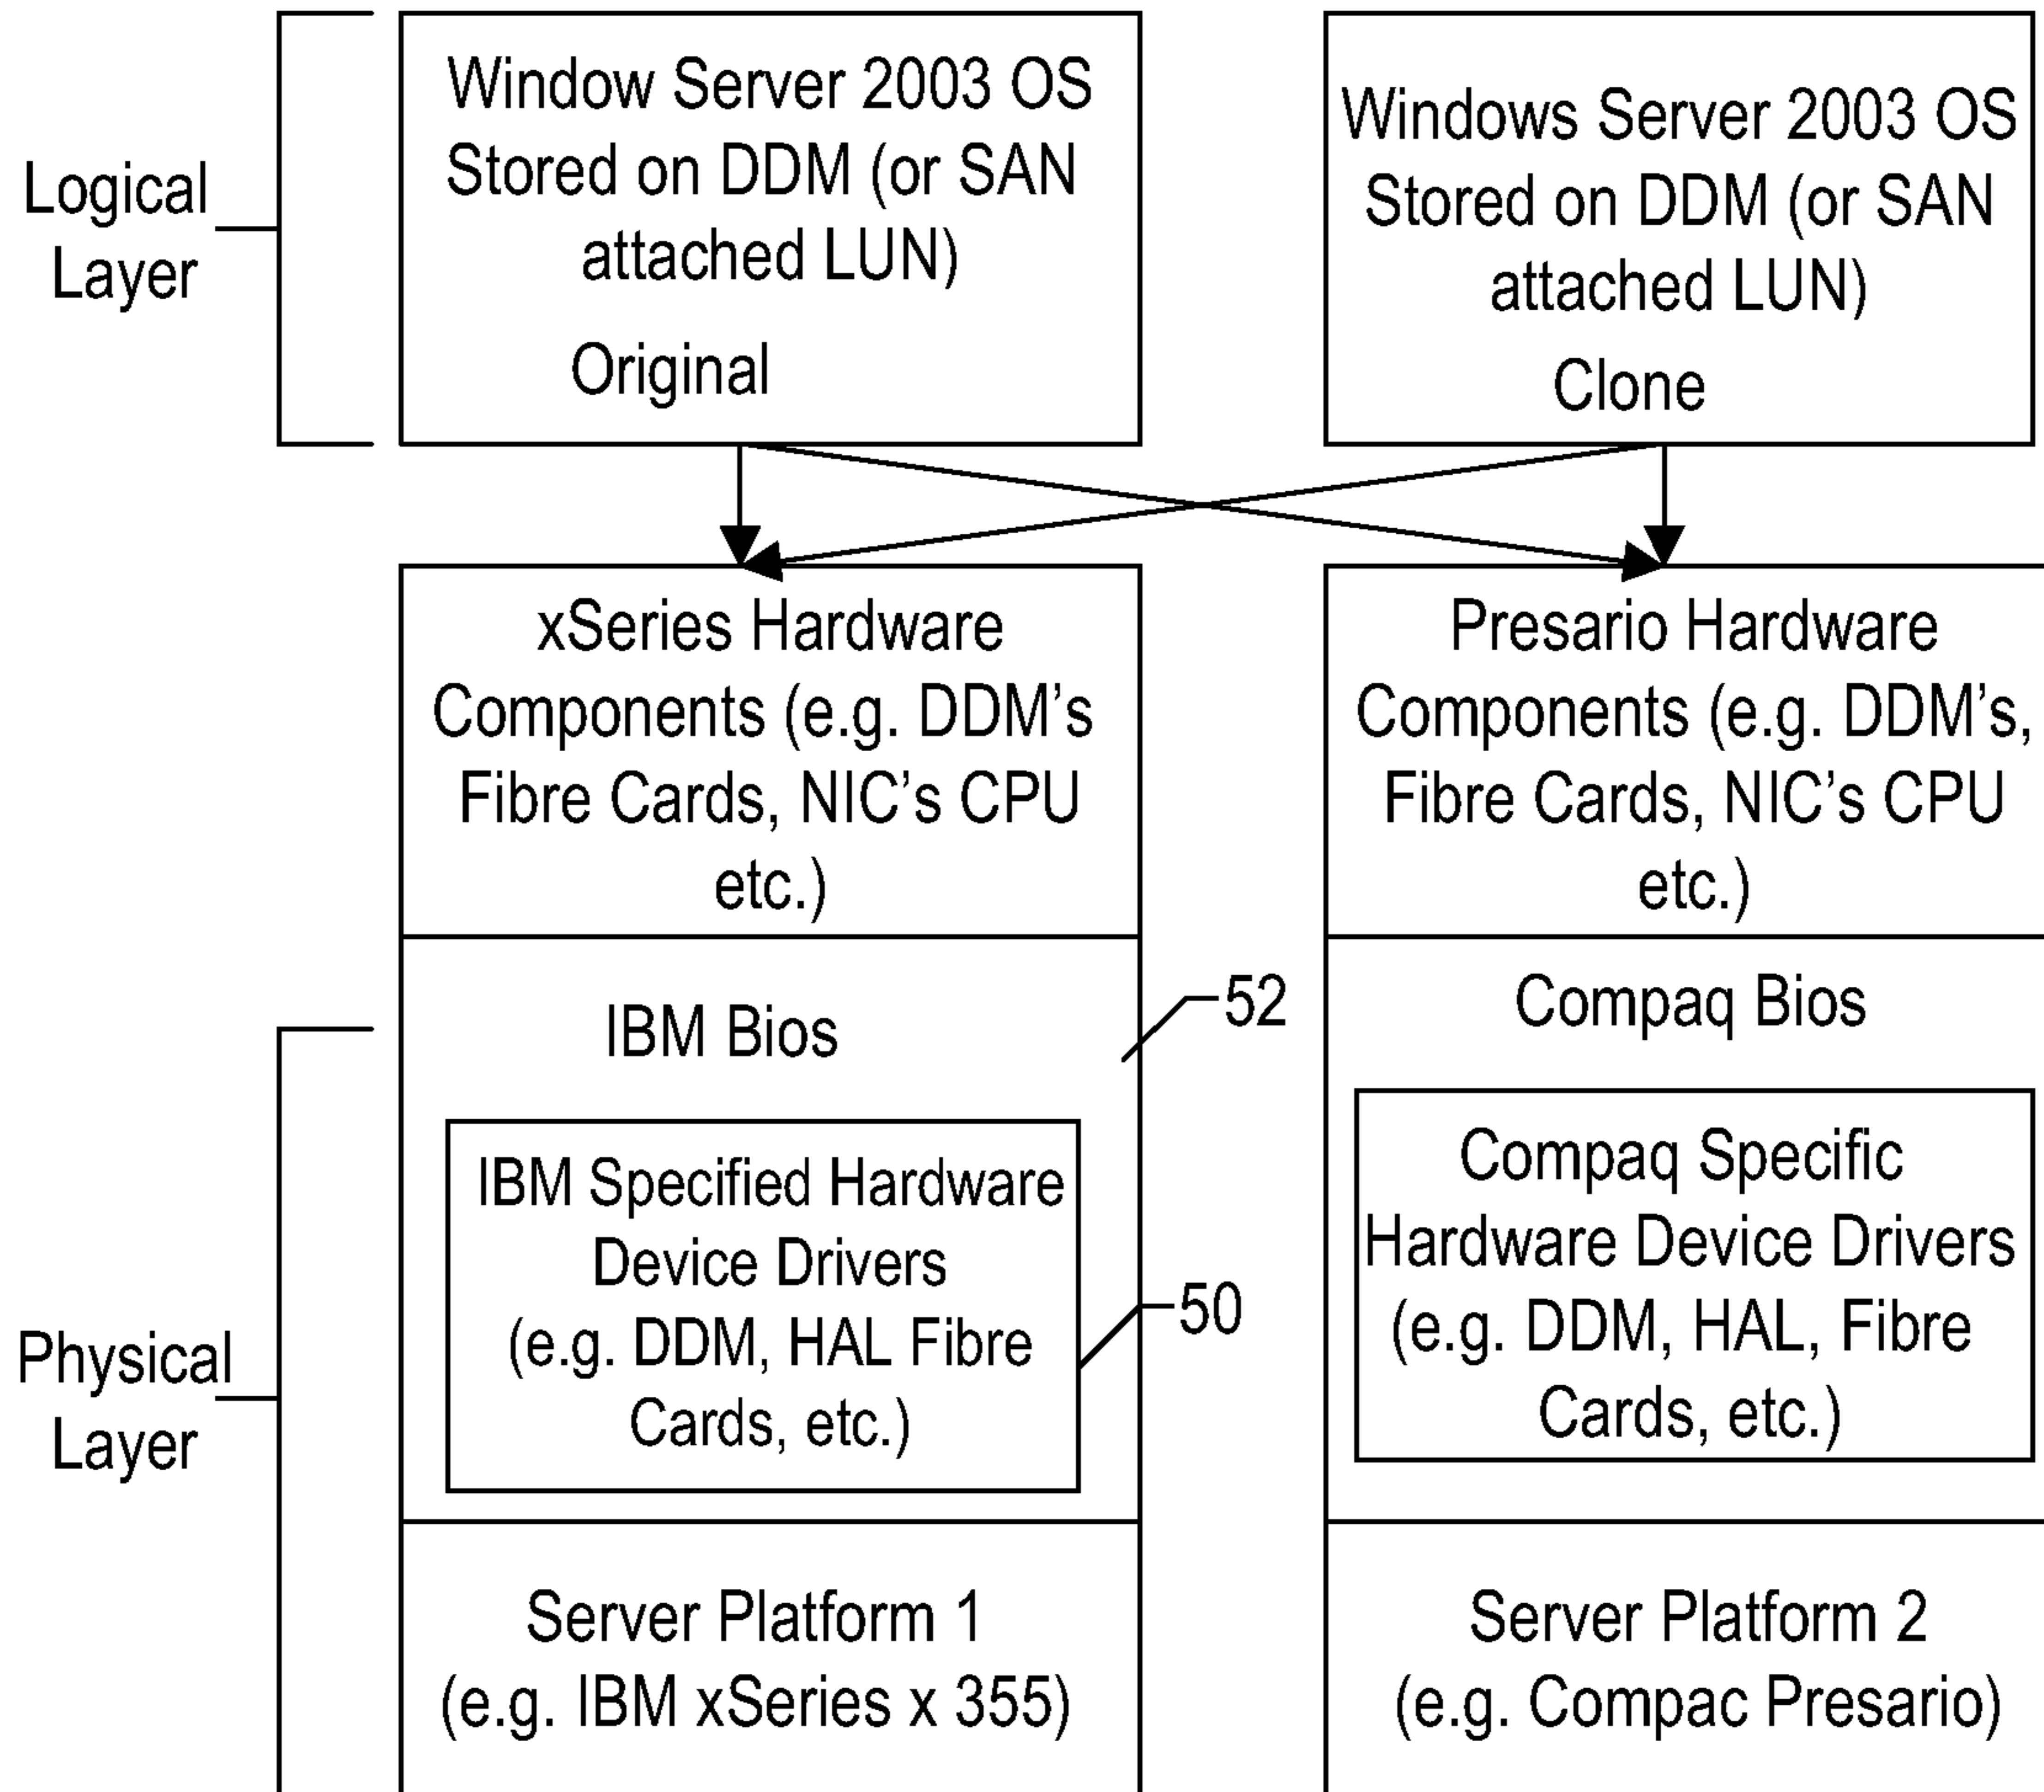 Logical
Layer
Window Server 2003 OS
Stored on DDM (or SAN
attached LUN)
Original
Windows Server 2003 OS
Stored on DDM (or SAN
attached LUN)
Clone
xSeries Hardware
Components (e.g. DDM's
Fibre Cards, NIC's CPU
etc.)
Presario Hardware
Components (e.g. DDM's,
Fibre Cards, NIC's CPU
etc.)
Physical
Layer
IBM Bios
52
IBM Specified Hardware
Device Drivers
(e.g. DDM, HAL Fibre
Cards, etc.)
50
Compaq Bios
Compaq Specific
Hardware Device Drivers
(e.g. DDM, HAL, Fibre
Cards, etc.)
Server Platform 1
(e.g. IBM xSeries x 355)
Server Platform 2
(e.g. Compac Presario)